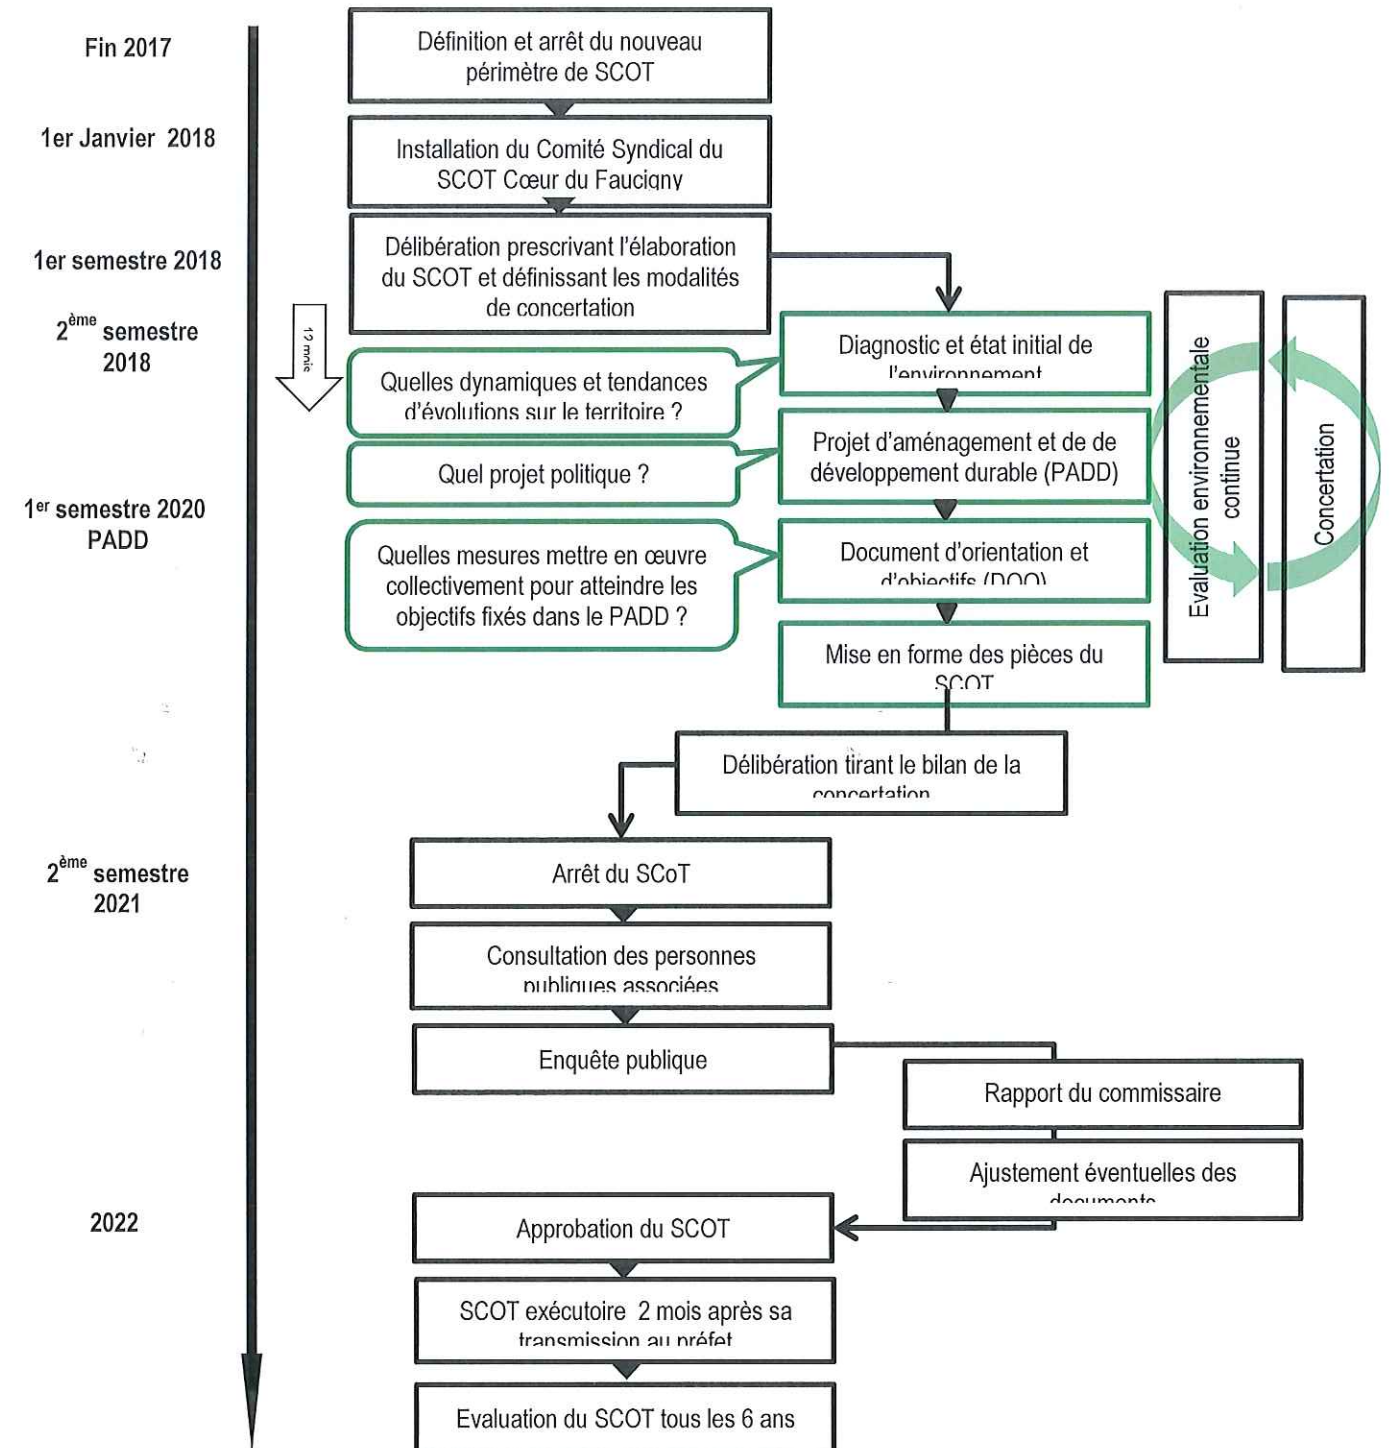 Fin 2017
Définition et arrêt du nouveau
périmètre de SCOT
1er Janvier 2018
Installation du Comité Syndical du
SCOT Cœur du Faucigny
1er semestre 2018
Délibération prescrivant l'élaboration
du SCOT et définissant les modalités
de concertation
2ème semestre
2018
12 mois
Diagnostic et état initial de
l'environnement
Quelles dynamiques et tendances
d'évolutions sur le territoire ?
Projet d'aménagement et de de
développement durable (PADD)
Quel projet politique ?
1er semestre 2020
PADD
Document d'orientation et
d'objectifs (DOO)
Quelles mesures mettre en œuvre
collectivement pour atteindre les
objectifs fixés dans le PADD ?
Mise en forme des pièces du
SCOT
Evaluation environnementale
continue
Concertation
Délibération tirant le bilan de la
concertation
2ème semestre
2021
Arrêt du SCoT
Consultation des personnes
publiques associées
Enquête publique
Rapport du commissaire
Ajustement éventuelles des
documents
2022
Approbation du SCOT
SCOT exécutoire 2 mois après sa
transmission au préfet
Evaluation du SCOT tous les 6 ans